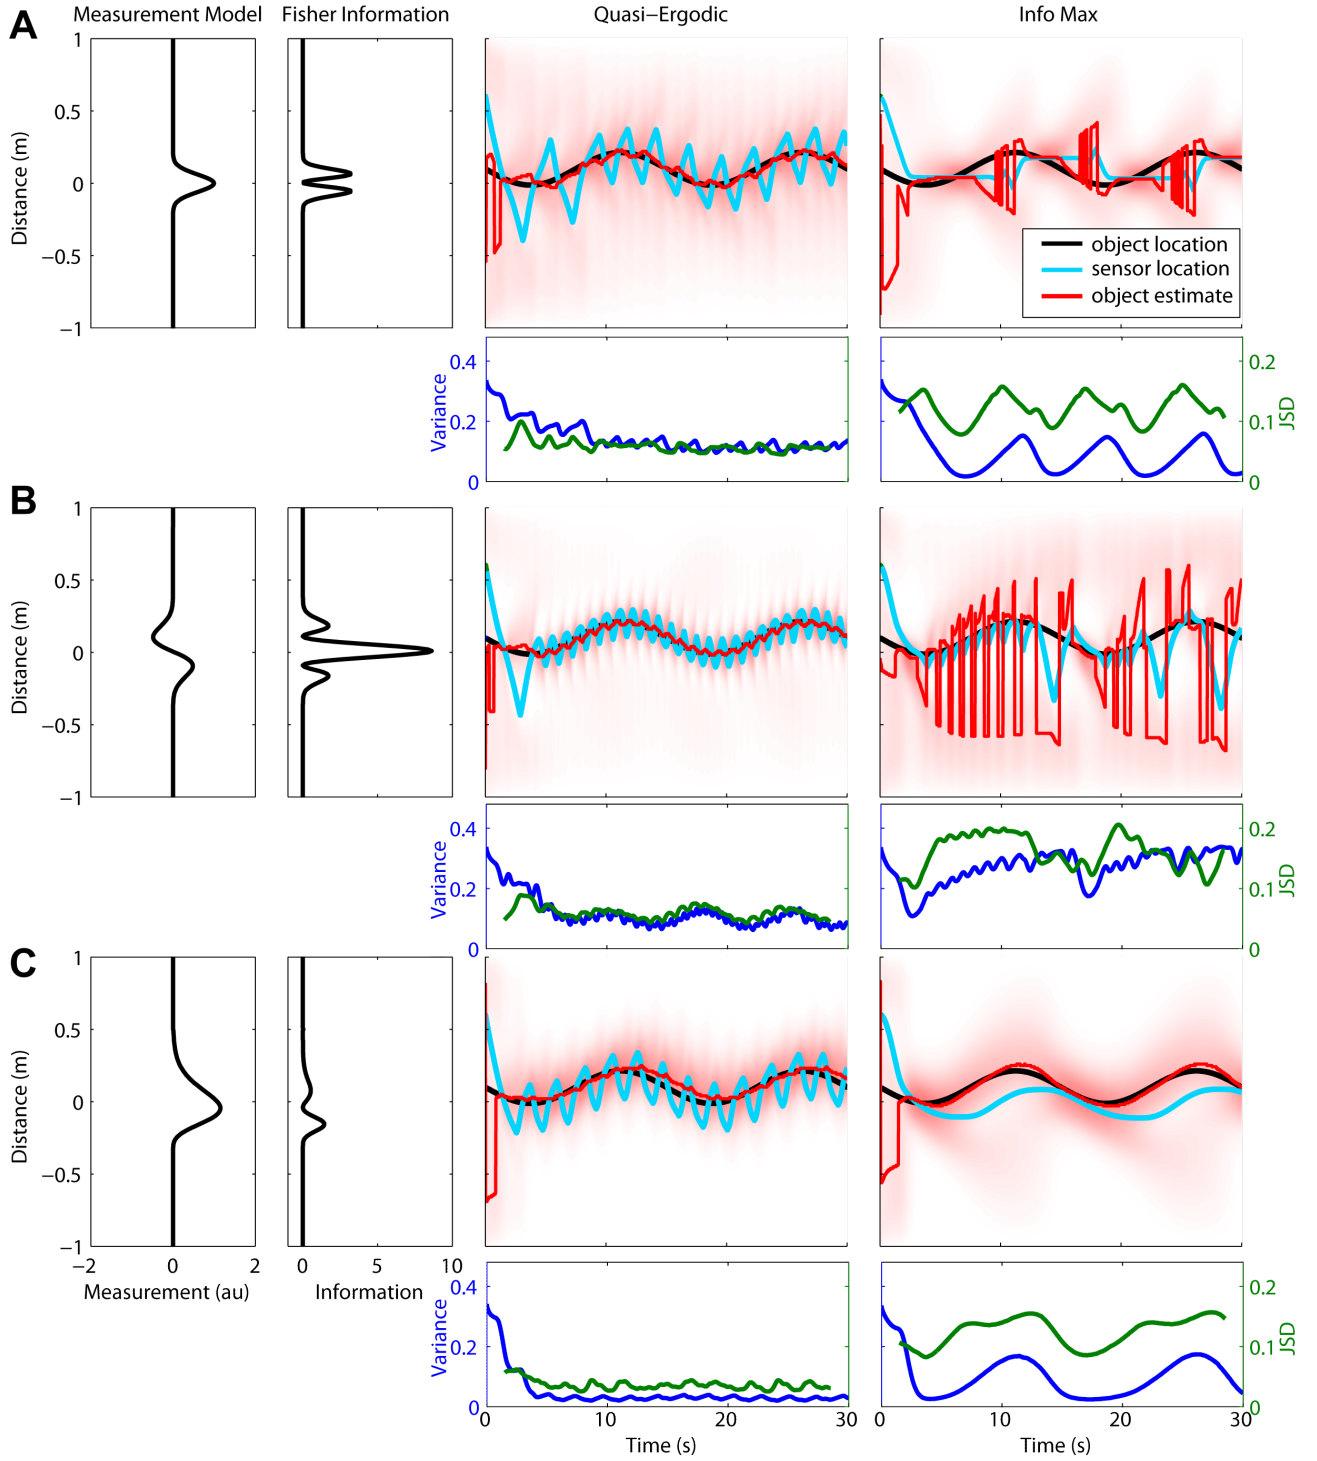 A
Measurement Model
Fisher Information
Quasi−Ergodic
Info Max
1
0.5
0
−0.5
−1
Distance (m)
object location
sensor location
object estimate
0.4
0.2
0
Variance
0.2
0.1
0
JSD
B
1
0.5
0
−0.5
−1
Distance (m)
0.4
0.2
0
Variance
0.2
0.1
0
JSD
C
1
0.5
0
−0.5
−1
Distance (m)
−2 0 2
Measurement (au)
0 5 10
Information
0.4
0.2
0
Variance
0.2
0.1
0
JSD
0 10 20 30
Time (s)
0 10 20 30
Time (s)